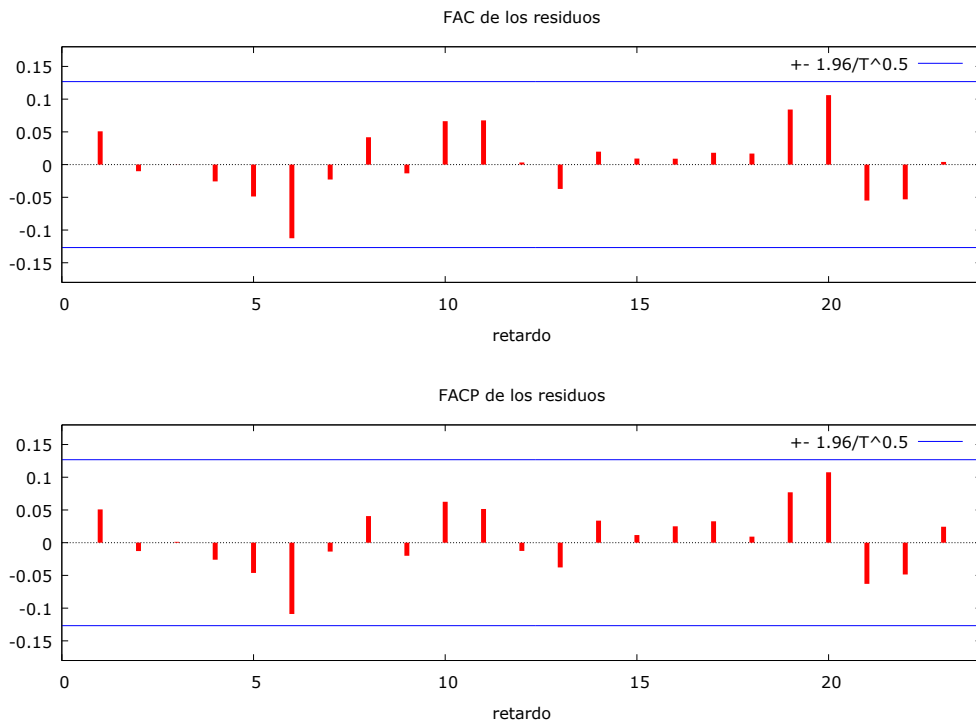 FAC de los residuos
+- 1.96/T^0.5
0.15
0.1
0.05
0
-0.05
-0.1
-0.15
0 5 10 15 20
retardo
FACP de los residuos
+- 1.96/T^0.5
0.15
0.1
0.05
0
-0.05
-0.1
-0.15
0 5 10 15 20
retardo